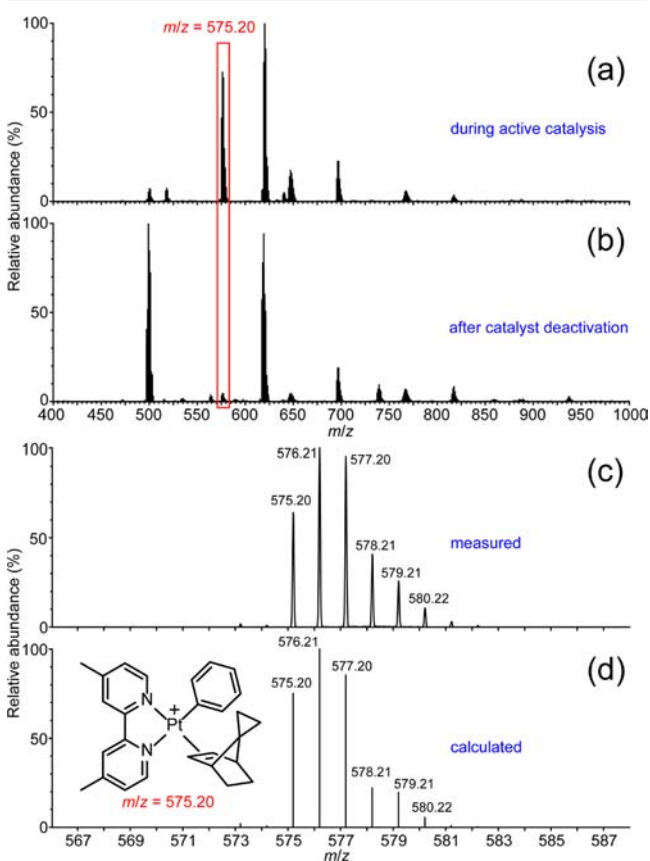 m/z = 575.20
100
50
0
Relative abundance (%)
(a)
during active catalysis
100
50
0
Relative abundance (%)
(b)
after catalyst deactivation
400 450 500 550 600 650 700 750 800 850 900 950 1000
m/z
100
50
0
Relative abundance (%)
(c)
576.21
577.20
575.20
578.21
579.21
580.22
measured
100
50
0
Relative abundance (%)
(d)
576.21
577.20
575.20
578.21
579.21
580.22
calculated
N
+
Pt
N
m/z = 575.20
567 569 571 573 575 577 579 581 583 585 587
m/z